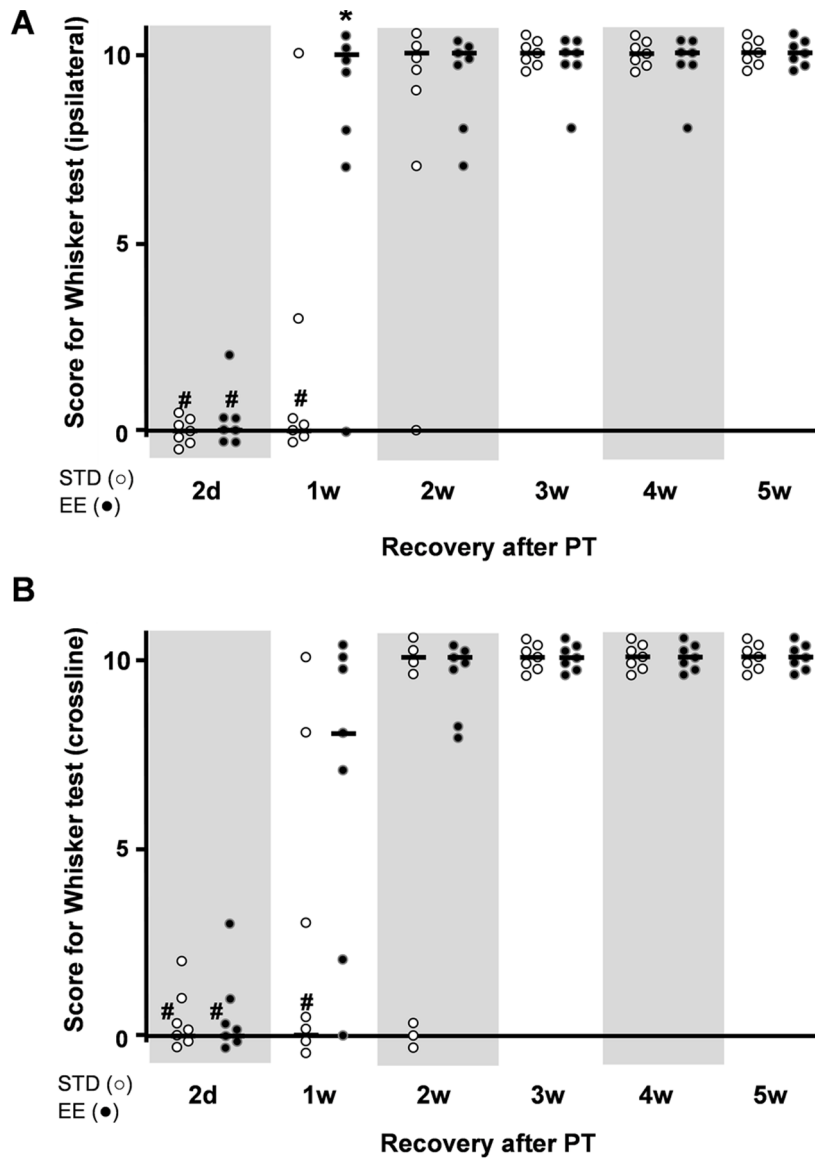 A
Score for Whisker test (ipsilateral)
10
5
0
*
# # #
STD (○)
EE (●)
2d 1w 2w 3w 4w 5w
Recovery after PT
B
Score for Whisker test (crossline)
10
5
0
# # #
STD (○)
EE (●)
2d 1w 2w 3w 4w 5w
Recovery after PT